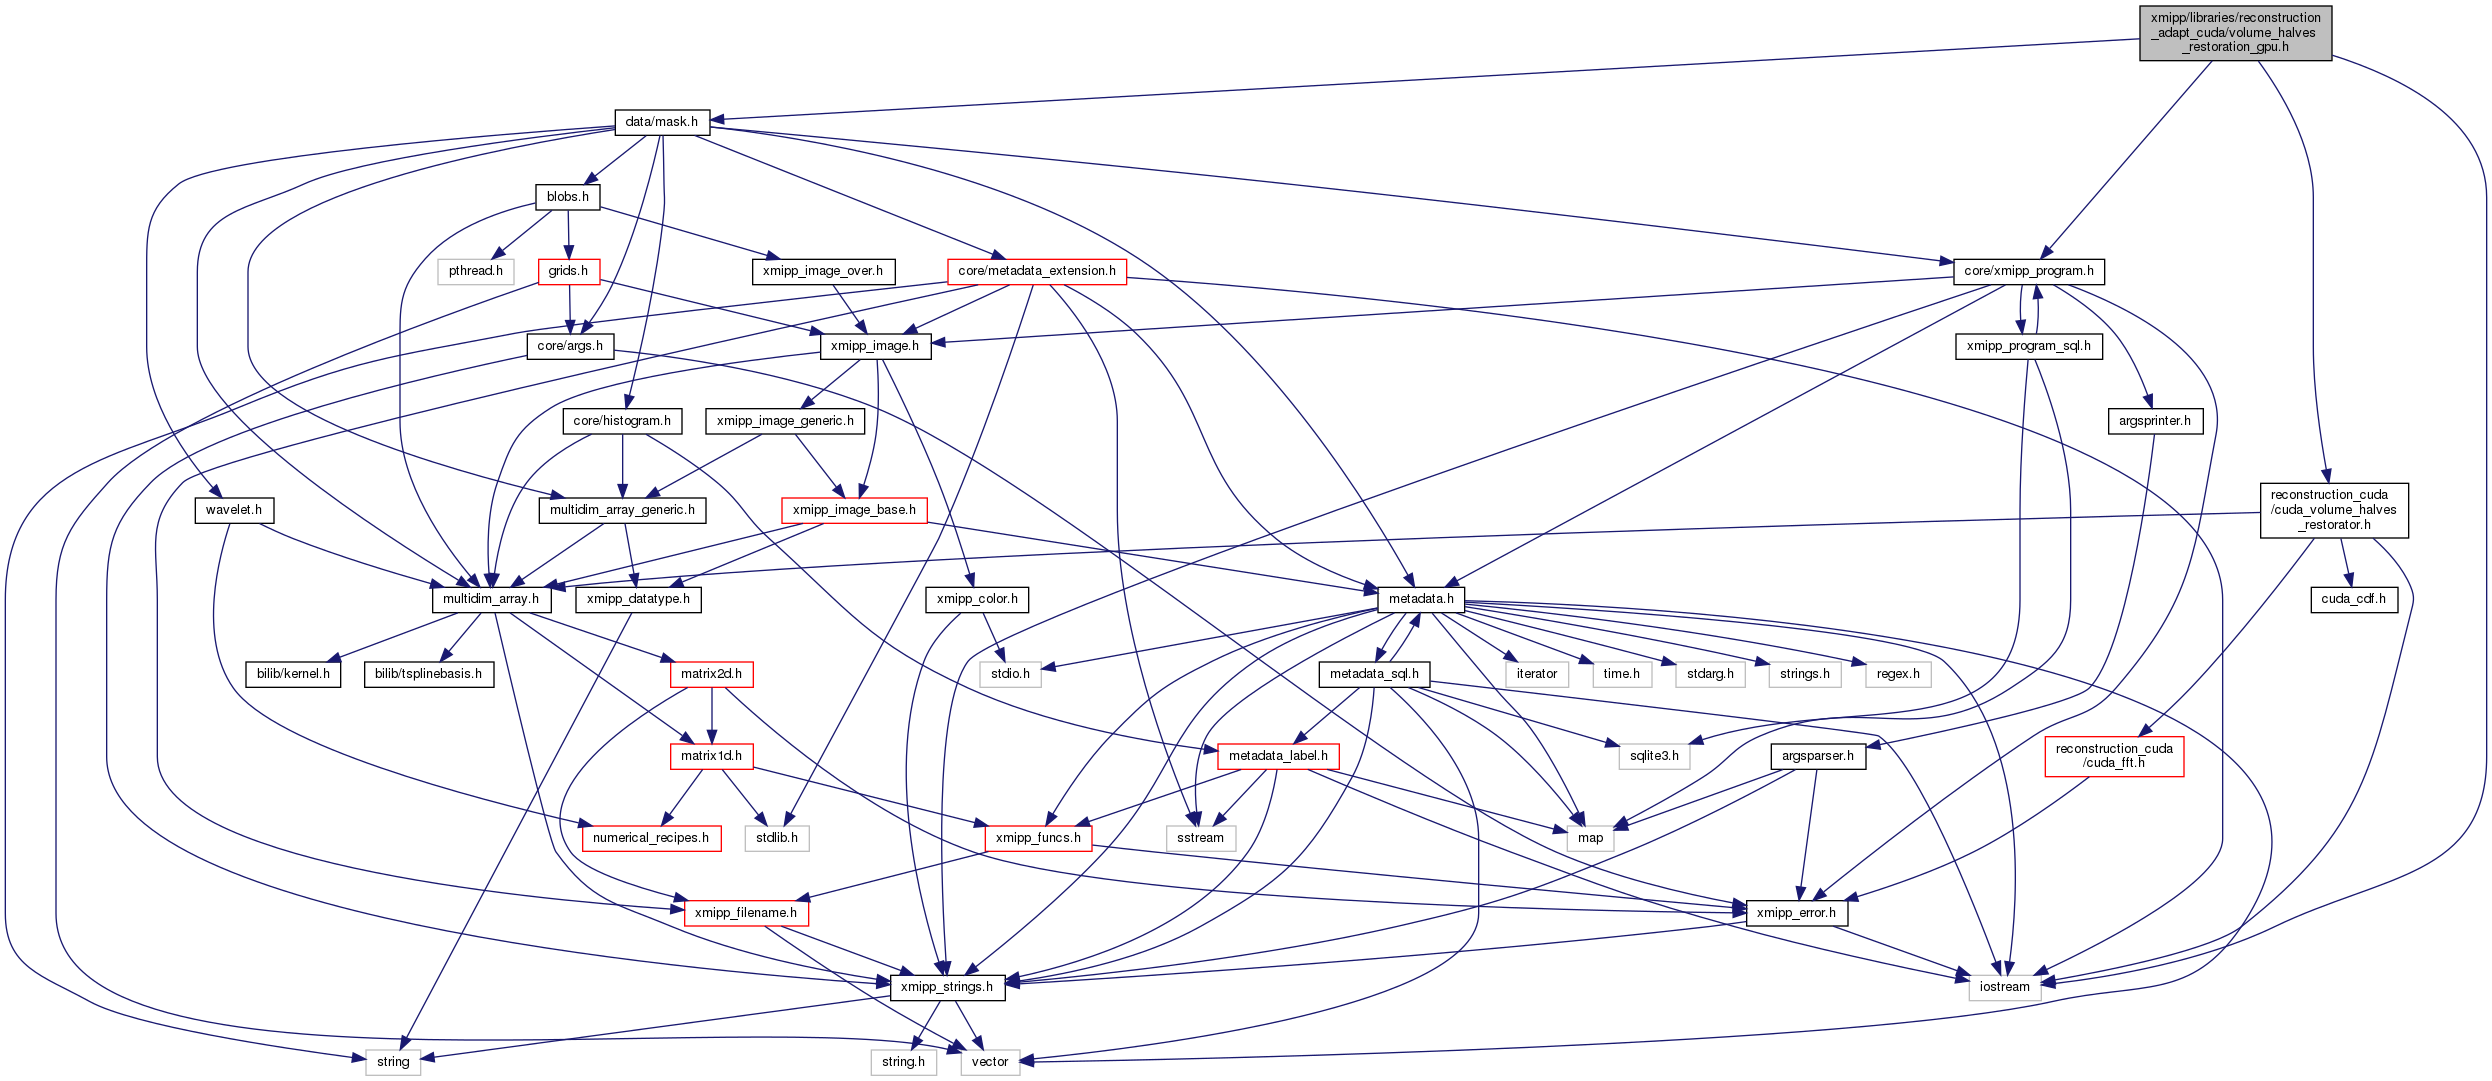 xmipp/libraries/reconstruction
_adapt_cuda/volume_halves
_restoration_gpu.h
data/mask.h
blobs.h
pthread.h
grids.h
xmipp_image_over.h
core/metadata_extension.h
core/xmipp_program.h
core/args.h
xmipp_image.h
xmipp_program_sql.h
core/histogram.h
xmipp_image_generic.h
argsprinter.h
wavelet.h
multidim_array_generic.h
xmipp_image_base.h
reconstruction_cuda
/cuda_volume_halves
_restorator.h
multidim_array.h
xmipp_datatype.h
xmipp_color.h
metadata.h
cuda_cdf.h
bilib/kernel.h
bilib/tsplinebasis.h
matrix2d.h
stdio.h
metadata_sql.h
iterator
time.h
stdarg.h
strings.h
regex.h
matrix1d.h
metadata_label.h
sqlite3.h
argsparser.h
reconstruction_cuda
/cuda_fft.h
numerical_recipes.h
stdlib.h
xmipp_funcs.h
sstream
map
xmipp_filename.h
xmipp_error.h
xmipp_strings.h
iostream
string
string.h
vector